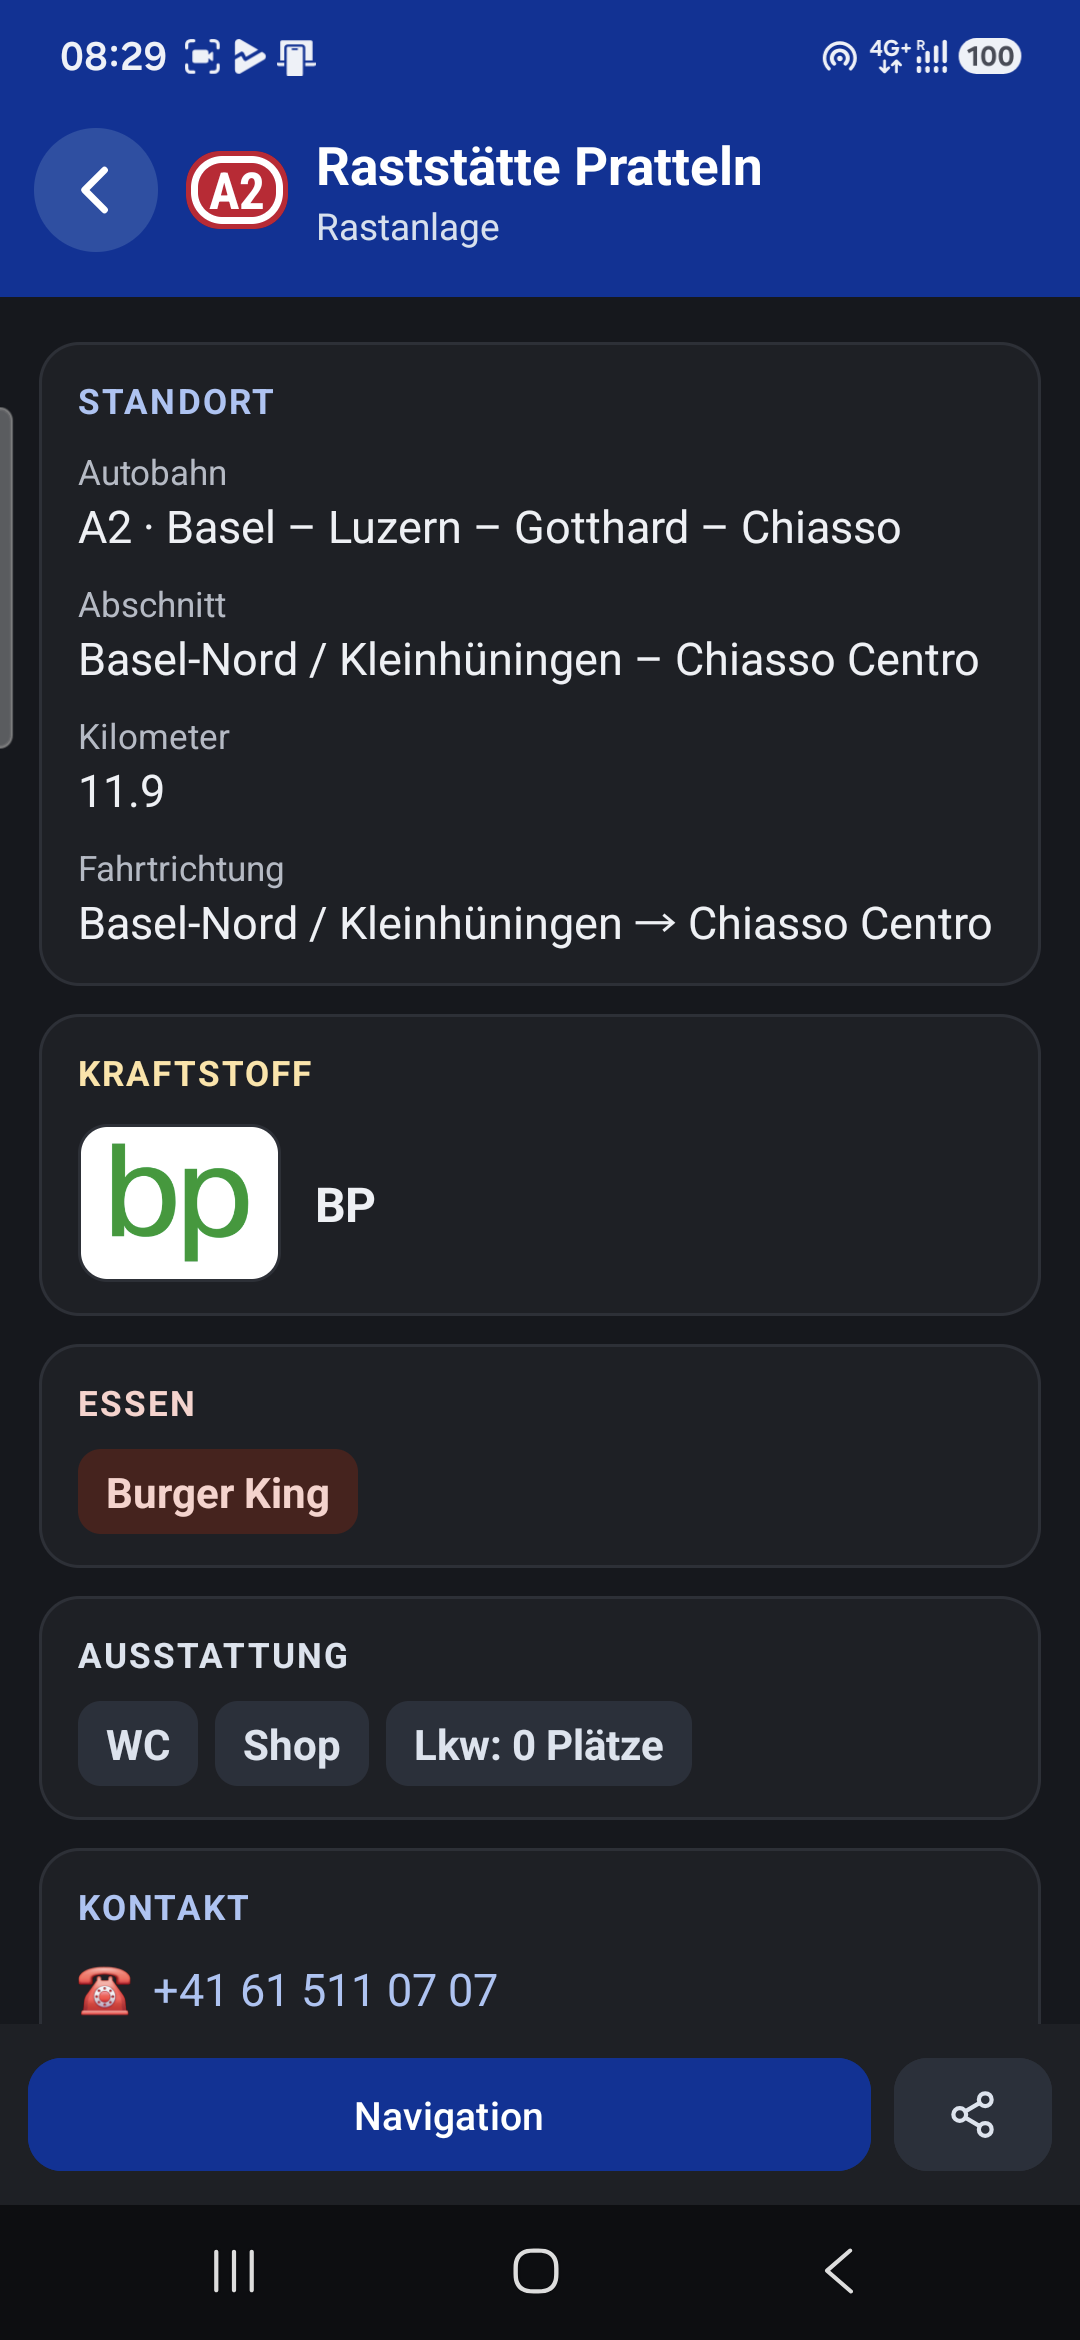 08:29
4G+ R
100
A2
Raststätte Pratteln
Rastanlage
STANDORT
Autobahn
A2 · Basel – Luzern – Gotthard – Chiasso
Abschnitt
Basel-Nord / Kleinhüningen – Chiasso Centro
Kilometer
11.9
Fahrtrichtung
Basel-Nord / Kleinhüningen → Chiasso Centro
KRAFTSTOFF
bp
BP
ESSEN
Burger King
AUSSTATTUNG
WC
Shop
Lkw: 0 Plätze
KONTAKT
+41 61 511 07 07
Navigation